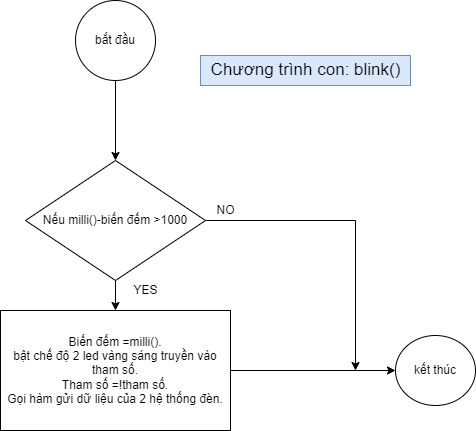 bắt đầu
Chương trình con: blink()
Nếu milli()-biến đếm >1000
NO
YES
Biến đếm =milli().
bật chế độ 2 led vàng sáng truyền vào
tham số.
Tham số =!tham số.
Gọi hàm gửi dữ liệu của 2 hệ thống đèn.
kết thúc